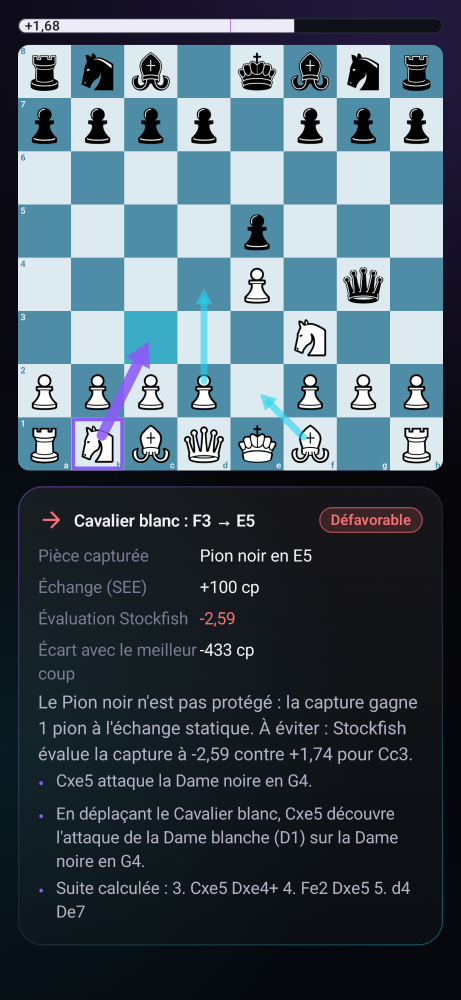 +1,68
8
7
6
5
4
3
2
1
a
c
d
e
f
g
h
Cavalier blanc : F3 → E5
Défavorable
Pièce capturée Pion noir en E5
Échange (SEE) +100 cp
Évaluation Stockfish -2,59
Écart avec le meilleur -433 cp
coup
Le Pion noir n'est pas protégé : la capture gagne
1 pion à l'échange statique. À éviter : Stockfish
évalue la capture à -2,59 contre +1,74 pour Cc3.
• Cxe5 attaque la Dame noire en G4.
• En déplaçant le Cavalier blanc, Cxe5 découvre
l'attaque de la Dame blanche (D1) sur la Dame
noire en G4.
• Suite calculée : 3. Cxe5 Dxe4+ 4. Fe2 Dxe5 5. d4
De7